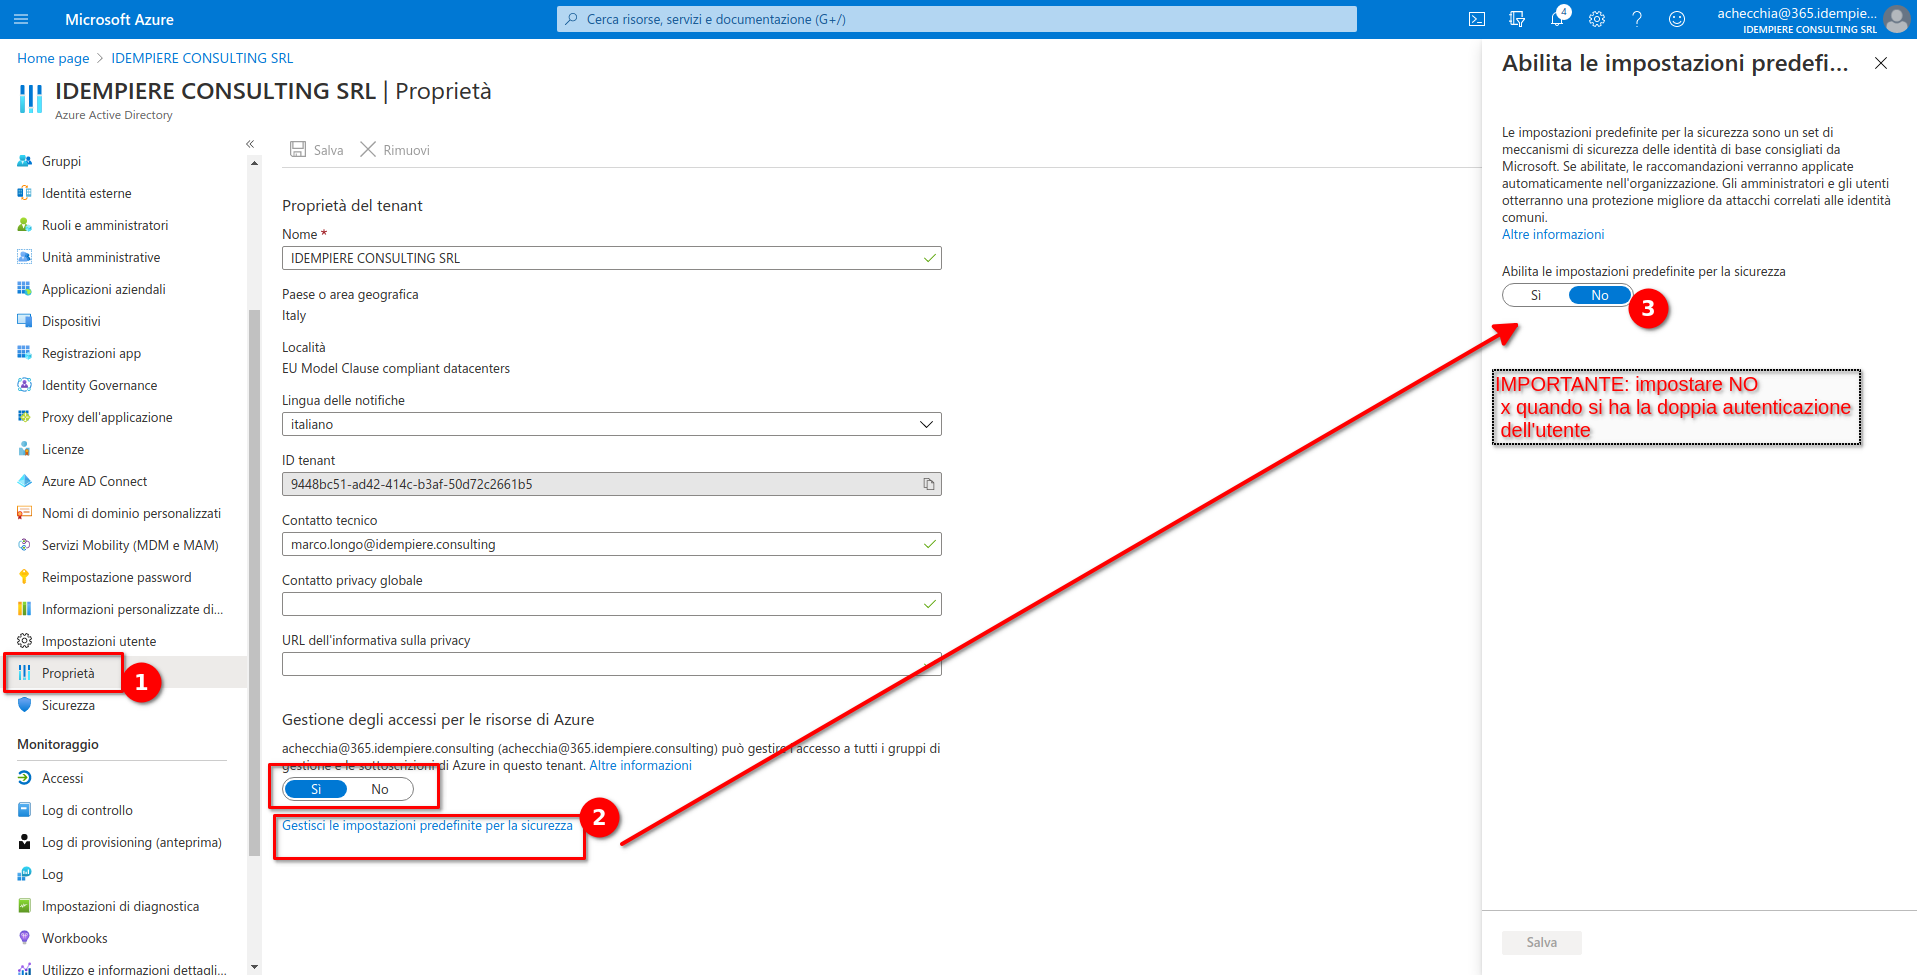 Microsoft Azure
Cerca risorse, servizi e documentazione (G+/)
4
achecchia@365.idempie...
IDEMPIERE CONSULTING SRL
Home page > IDEMPIERE CONSULTING SRL
IDEMPIERE CONSULTING SRL | Proprietà
Azure Active Directory
«
Gruppi
Identità esterne
Ruoli e amministratori
Unità amministrative
Applicazioni aziendali
Dispositivi
Registrazioni app
Identity Governance
Proxy dell'applicazione
Licenze
Azure AD Connect
Nomi di dominio personalizzati
Servizi Mobility (MDM e MAM)
Reimpostazione password
Informazioni personalizzate di...
Impostazioni utente
Proprietà
1
Sicurezza
Monitoraggio
Accessi
Log di controllo
Log di provisioning (anteprima)
Log
Impostazioni di diagnostica
Workbooks
Utilizzo e informazioni dettagli...
Salva
Rimuovi
Proprietà del tenant
Nome *
IDEMPIERE CONSULTING SRL
Paese o area geografica
Italy
Località
EU Model Clause compliant datacenters
Lingua delle notifiche
italiano
ID tenant
9448bc51-ad42-414c-b3af-50d72c2661b5
Contatto tecnico
marco.longo@idempiere.consulting
Contatto privacy globale
URL dell'informativa sulla privacy
Gestione degli accessi per le risorse di Azure
achecchia@365.idempiere.consulting (achecchia@365.idempiere.consulting) può gestire l'accesso a tutti i gruppi di
gestione e le sottoscrizioni di Azure in questo tenant. Altre informazioni
Sì No
Gestisci le impostazioni predefinite per la sicurezza
2
Abilita le impostazioni predefi...
Le impostazioni predefinite per la sicurezza sono un set di
meccanismi di sicurezza delle identità di base consigliati da
Microsoft. Se abilitate, le raccomandazioni verranno applicate
automaticamente nell'organizzazione. Gli amministratori e gli utenti
otterranno una protezione migliore da attacchi correlati alle identità
comuni.
Altre informazioni
Abilita le impostazioni predefinite per la sicurezza
Sì No
3
IMPORTANTE: impostare NO
x quando si ha la doppia autenticazione
dell'utente
Salva